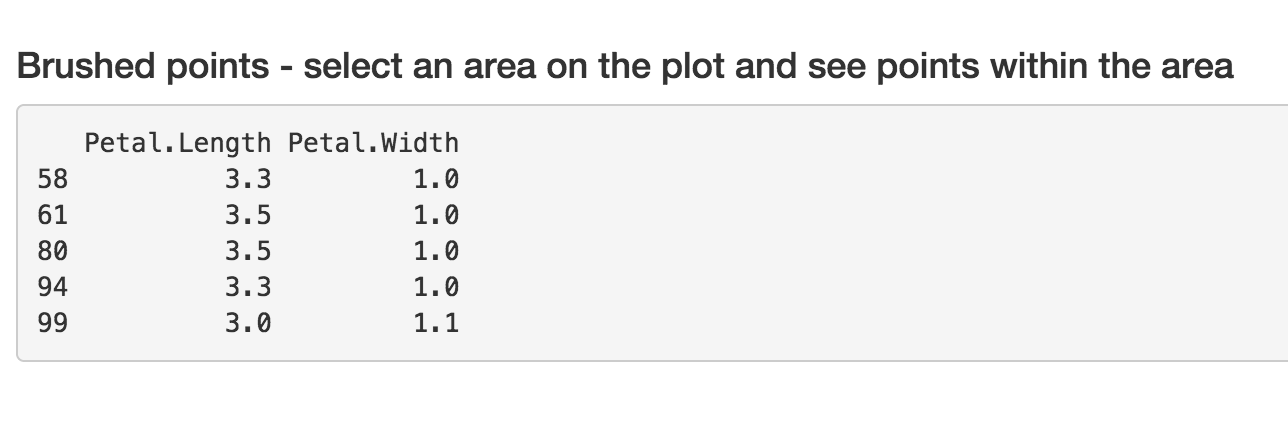 Brushed points - select an area on the plot and see points within the area
Petal.Length Petal.Width
58 3.3 1.0
61 3.5 1.0
80 3.5 1.0
94 3.3 1.0
99 3.0 1.1